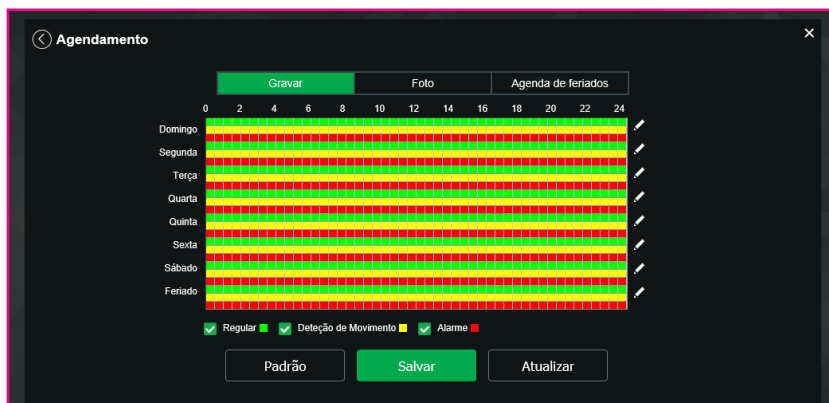 Agendamento
Gravar Foto Agenda de feriados
0 2 4 6 8 10 12 14 16 18 20 22 24
Domingo
Segunda
Terça
Quarta
Quinta
Sexta
Sábado
Feriado
Regular Deteção de Movimento Alarme
Padrão Salvar Atualizar